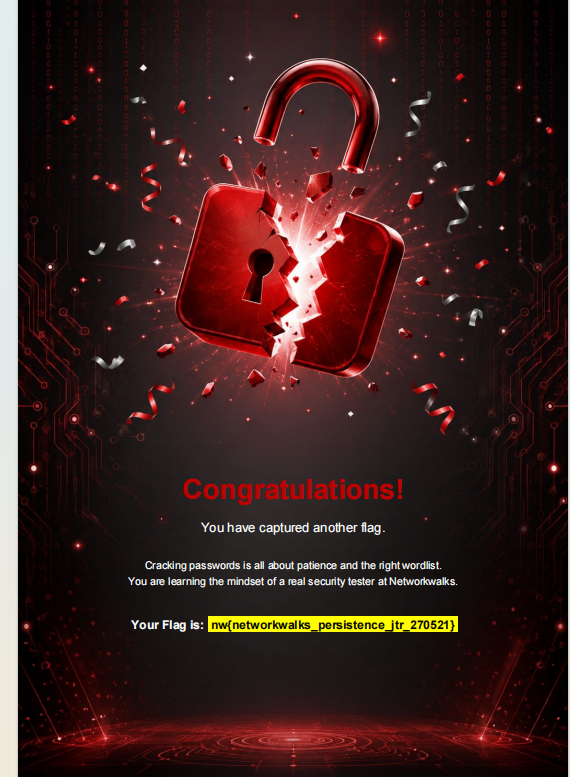 Congratulations!
You have captured another flag.
Cracking passwords is all about patience and the right wordlist.
You are learning the mindset of a real security tester at Networkwalks.
Your Flag is: nw{networkwalks_persistence_jtr_270521}